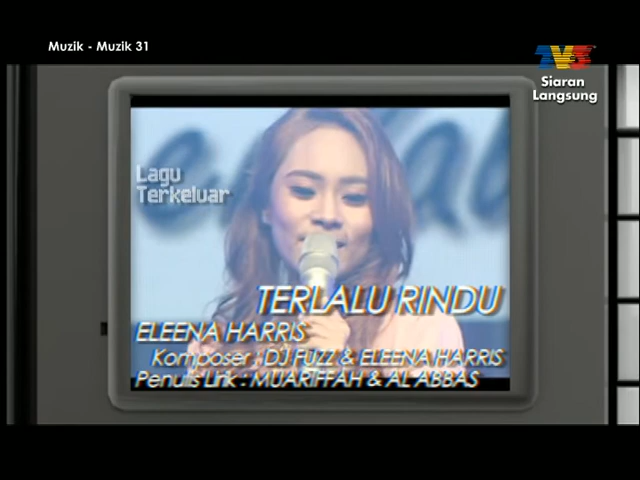 Muzik - Muzik 31
TV3
Siaran
Langsung
Lagu
Terkeluar
TERLALU RINDU
ELEENA HARRIS
Komposer : DJ FUZZ & ELEENA HARRIS
Penulis Lirik : MUARIFFAH & AL ABBAS